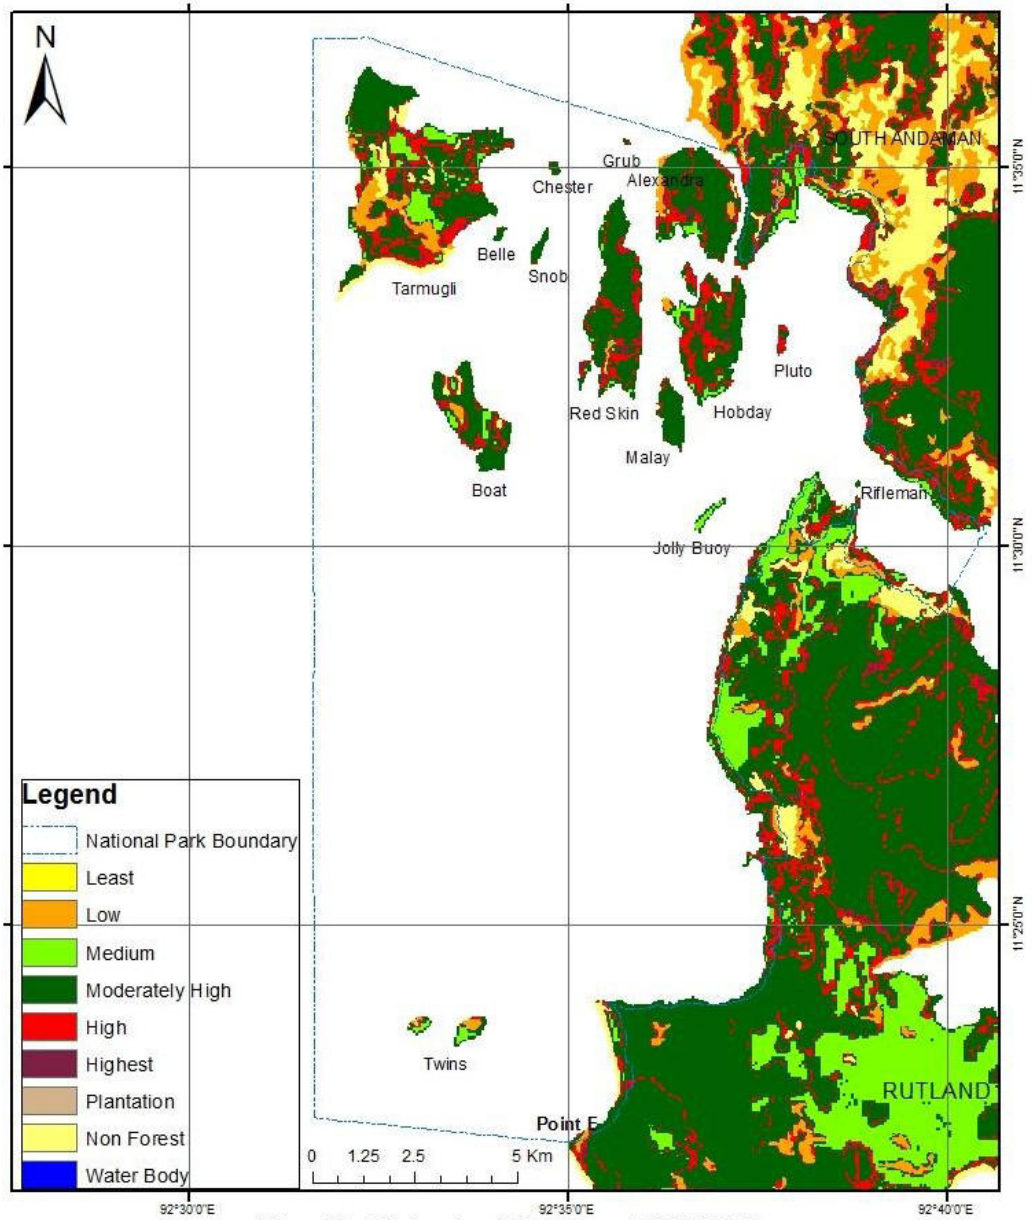 N
SOUTH ANDAMAN
Grub
Alexandra
Chester
Belle
Snob
Tarmugli
Pluto
Red Skin
Hobday
Malay
Boat
Rifleman
Jolly Buoy
11°35'0"N
11°30'0"N
11°25'0"N
Legend
National Park Boundary
Least
Low
Medium
Moderately High
High
Highest
Plantation
Non Forest
Water Body
Twins
RUTLAND
Point E
0 1.25 2.5 5 Km
92°30'0"E 92°35'0"E 92°40'0"E